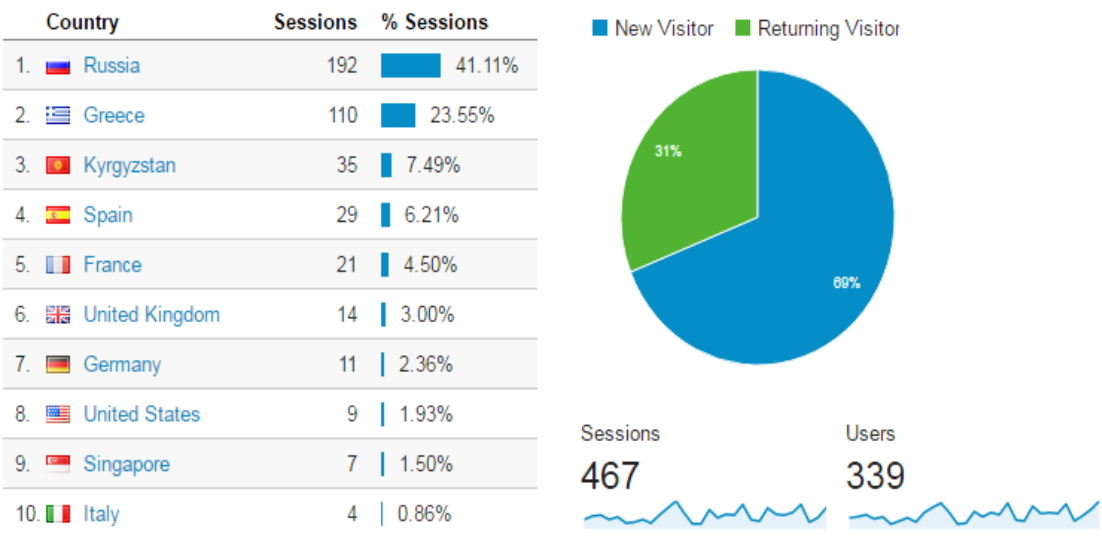 Country Sessions % Sessions
1. Russia 192 41.11%
2. Greece 110 23.55%
3. Kyrgyzstan 35 7.49%
4. Spain 29 6.21%
5. France 21 4.50%
6. United Kingdom 14 3.00%
7. Germany 11 2.36%
8. United States 9 1.93%
9. Singapore 7 1.50%
10. Italy 4 0.86%
New Visitor Returning Visitor
31%
69%
Sessions Users
467 339